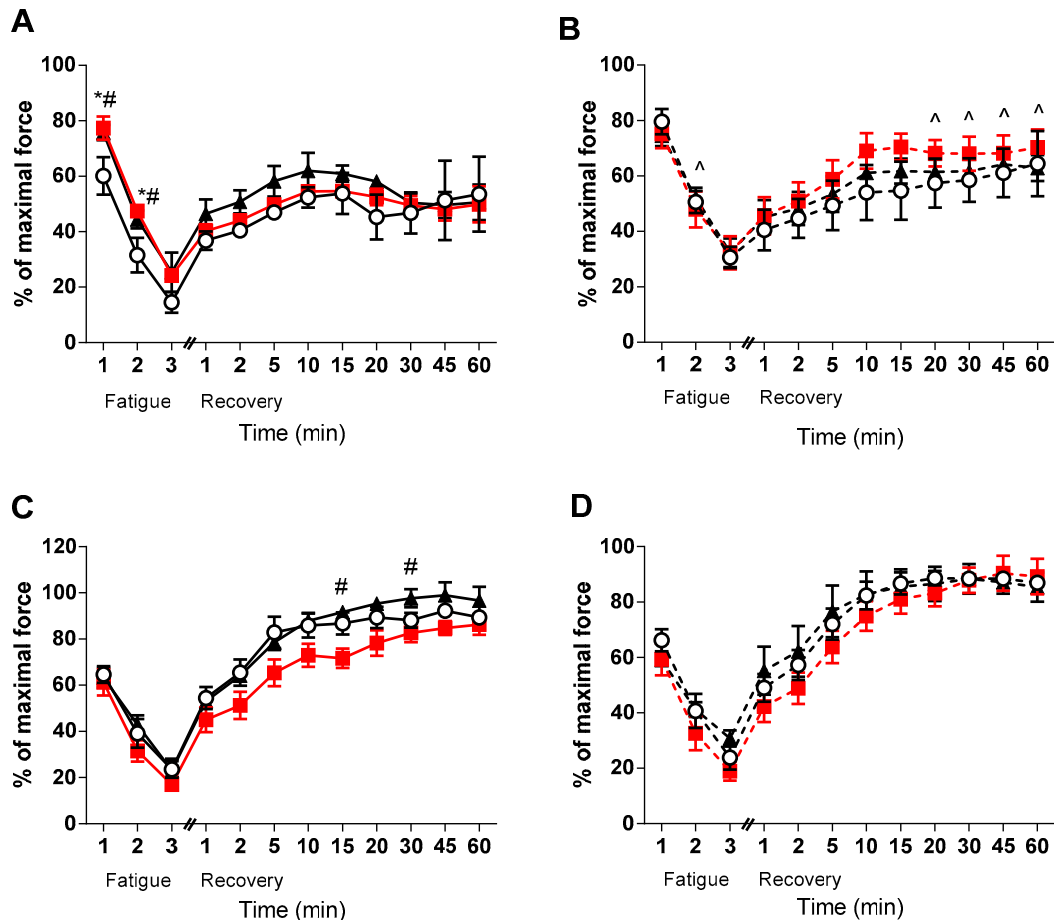 A
% of maximal force
100
80
60
40
20
0
*#
*#
1 2 3 1 2 5 10 15 20 30 45 60
Fatigue Recovery
Time (min)
B
% of maximal force
100
80
60
40
20
0
^
^ ^ ^ ^
1 2 3 1 2 5 10 15 20 30 45 60
Fatigue Recovery
Time (min)
C
% of maximal force
120
100
80
60
40
20
0
# #
1 2 3 1 2 5 10 15 20 30 45 60
Fatigue Recovery
Time (min)
D
% of maximal force
100
80
60
40
20
0
1 2 3 1 2 5 10 15 20 30 45 60
Fatigue Recovery
Time (min)